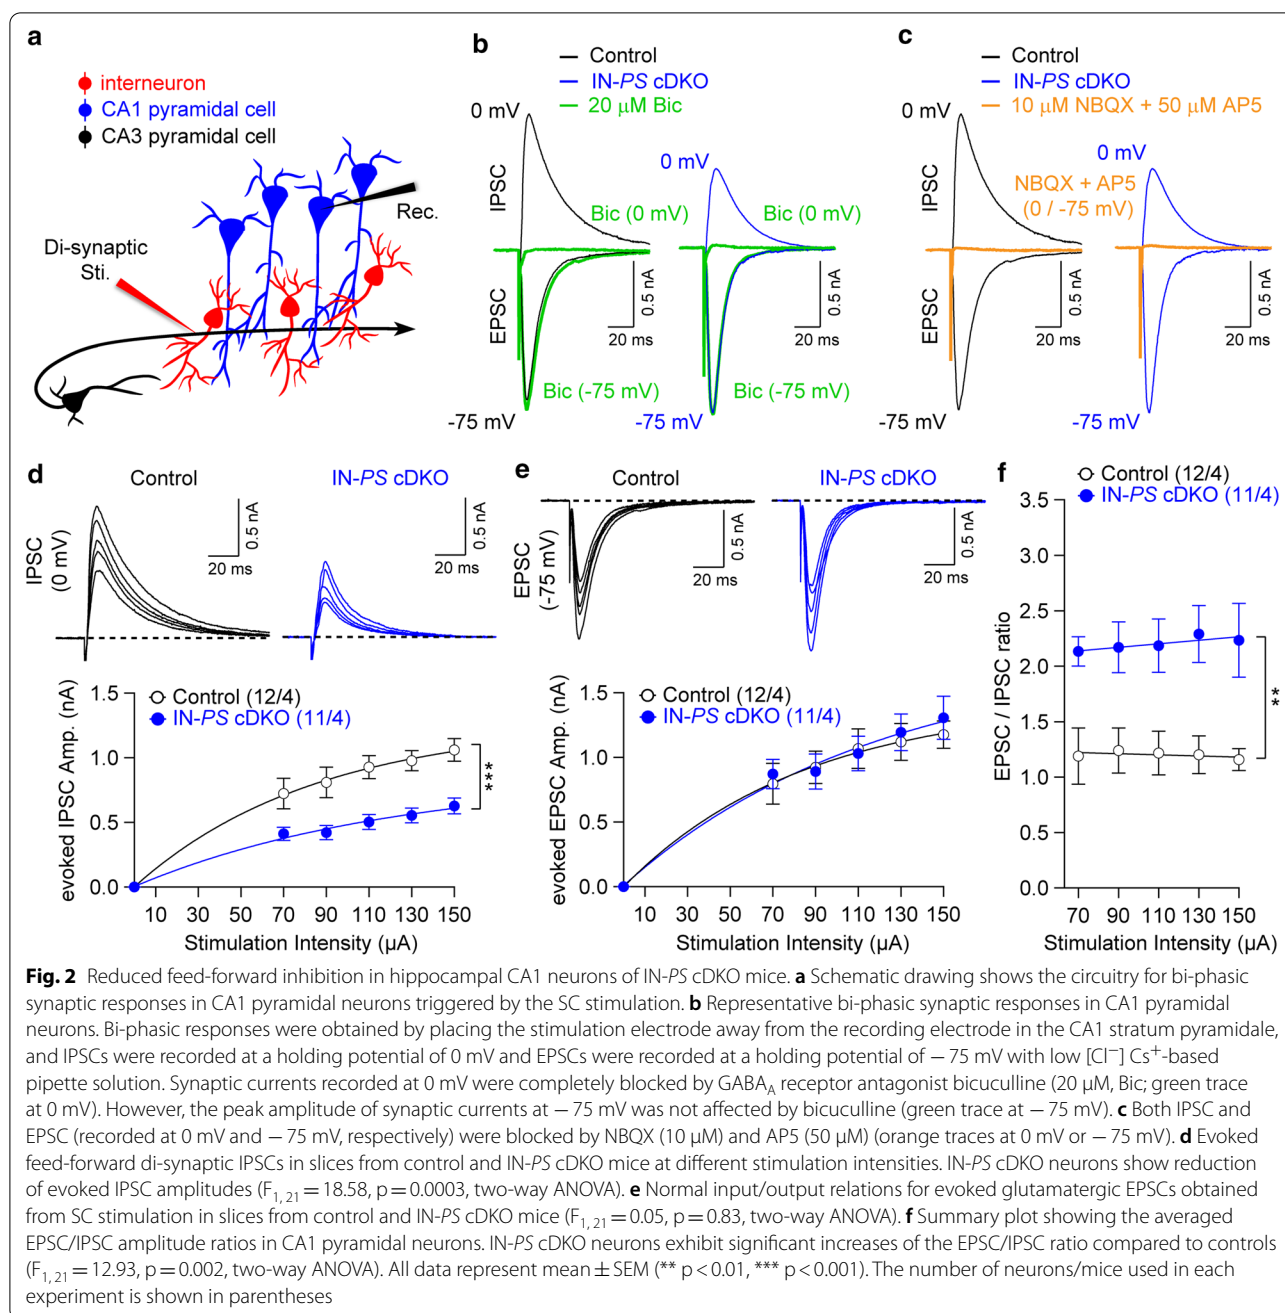 a
interneuron
CA1 pyramidal cell
CA3 pyramidal cell
Di-synaptic
Sti.
Rec.
b
Control
IN-PS cDKO
20 μM Bic
0 mV
0 mV
IPSC
EPSC
Bic (0 mV)
Bic (0 mV)
0.5 nA
20 ms
0.5 nA
20 ms
Bic (-75 mV)
Bic (-75 mV)
-75 mV
-75 mV
c
Control
IN-PS cDKO
10 μM NBQX + 50 μM AP5
0 mV
0 mV
NBQX + AP5
(0 / -75 mV)
IPSC
EPSC
0.5 nA
20 ms
0.5 nA
20 ms
-75 mV
-75 mV
d
Control
IN-PS cDKO
IPSC
(0 mV)
0.5 nA
20 ms
0.5 nA
20 ms
Control (12/4)
IN-PS cDKO (11/4)
evoked IPSC Amp. (nA)
1.5
1.0
0.5
0.0
***
10 30 50 70 90 110 130 150
Stimulation Intensity (μA)
e
Control
IN-PS cDKO
EPSC
(-75 mV)
0.5 nA
20 ms
0.5 nA
20 ms
Control (12/4)
IN-PS cDKO (11/4)
evoked EPSC Amp. (nA)
1.5
1.0
0.5
0.0
10 30 50 70 90 110 130 150
Stimulation Intensity (μA)
f
Control (12/4)
IN-PS cDKO (11/4)
EPSC / IPSC ratio
3.5
3.0
2.5
2.0
1.5
1.0
0.5
0.0
**
70 90 110 130 150
Stimulation Intensity (μA)
Fig. 2 Reduced feed-forward inhibition in hippocampal CA1 neurons of IN-PS cDKO mice. a Schematic drawing shows the circuitry for bi-phasic
synaptic responses in CA1 pyramidal neurons triggered by the SC stimulation. b Representative bi-phasic synaptic responses in CA1 pyramidal
neurons. Bi-phasic responses were obtained by placing the stimulation electrode away from the recording electrode in the CA1 stratum pyramidale,
and IPSCs were recorded at a holding potential of 0 mV and EPSCs were recorded at a holding potential of − 75 mV with low [Cl⁻] Cs⁺-based
pipette solution. Synaptic currents recorded at 0 mV were completely blocked by GABA_A receptor antagonist bicuculline (20 μM, Bic; green trace
at 0 mV). However, the peak amplitude of synaptic currents at − 75 mV was not affected by bicuculline (green trace at − 75 mV). c Both IPSC and
EPSC (recorded at 0 mV and − 75 mV, respectively) were blocked by NBQX (10 μM) and AP5 (50 μM) (orange traces at 0 mV or − 75 mV). d Evoked
feed-forward di-synaptic IPSCs in slices from control and IN-PS cDKO mice at different stimulation intensities. IN-PS cDKO neurons show reduction
of evoked IPSC amplitudes (F₁, ₂₁ = 18.58, p = 0.0003, two-way ANOVA). e Normal input/output relations for evoked glutamatergic EPSCs obtained
from SC stimulation in slices from control and IN-PS cDKO mice (F₁, ₂₁ = 0.05, p = 0.83, two-way ANOVA). f Summary plot showing the averaged
EPSC/IPSC amplitude ratios in CA1 pyramidal neurons. IN-PS cDKO neurons exhibit significant increases of the EPSC/IPSC ratio compared to controls
(F₁, ₂₁ = 12.93, p = 0.002, two-way ANOVA). All data represent mean ± SEM (** p < 0.01, *** p < 0.001). The number of neurons/mice used in each
experiment is shown in parentheses